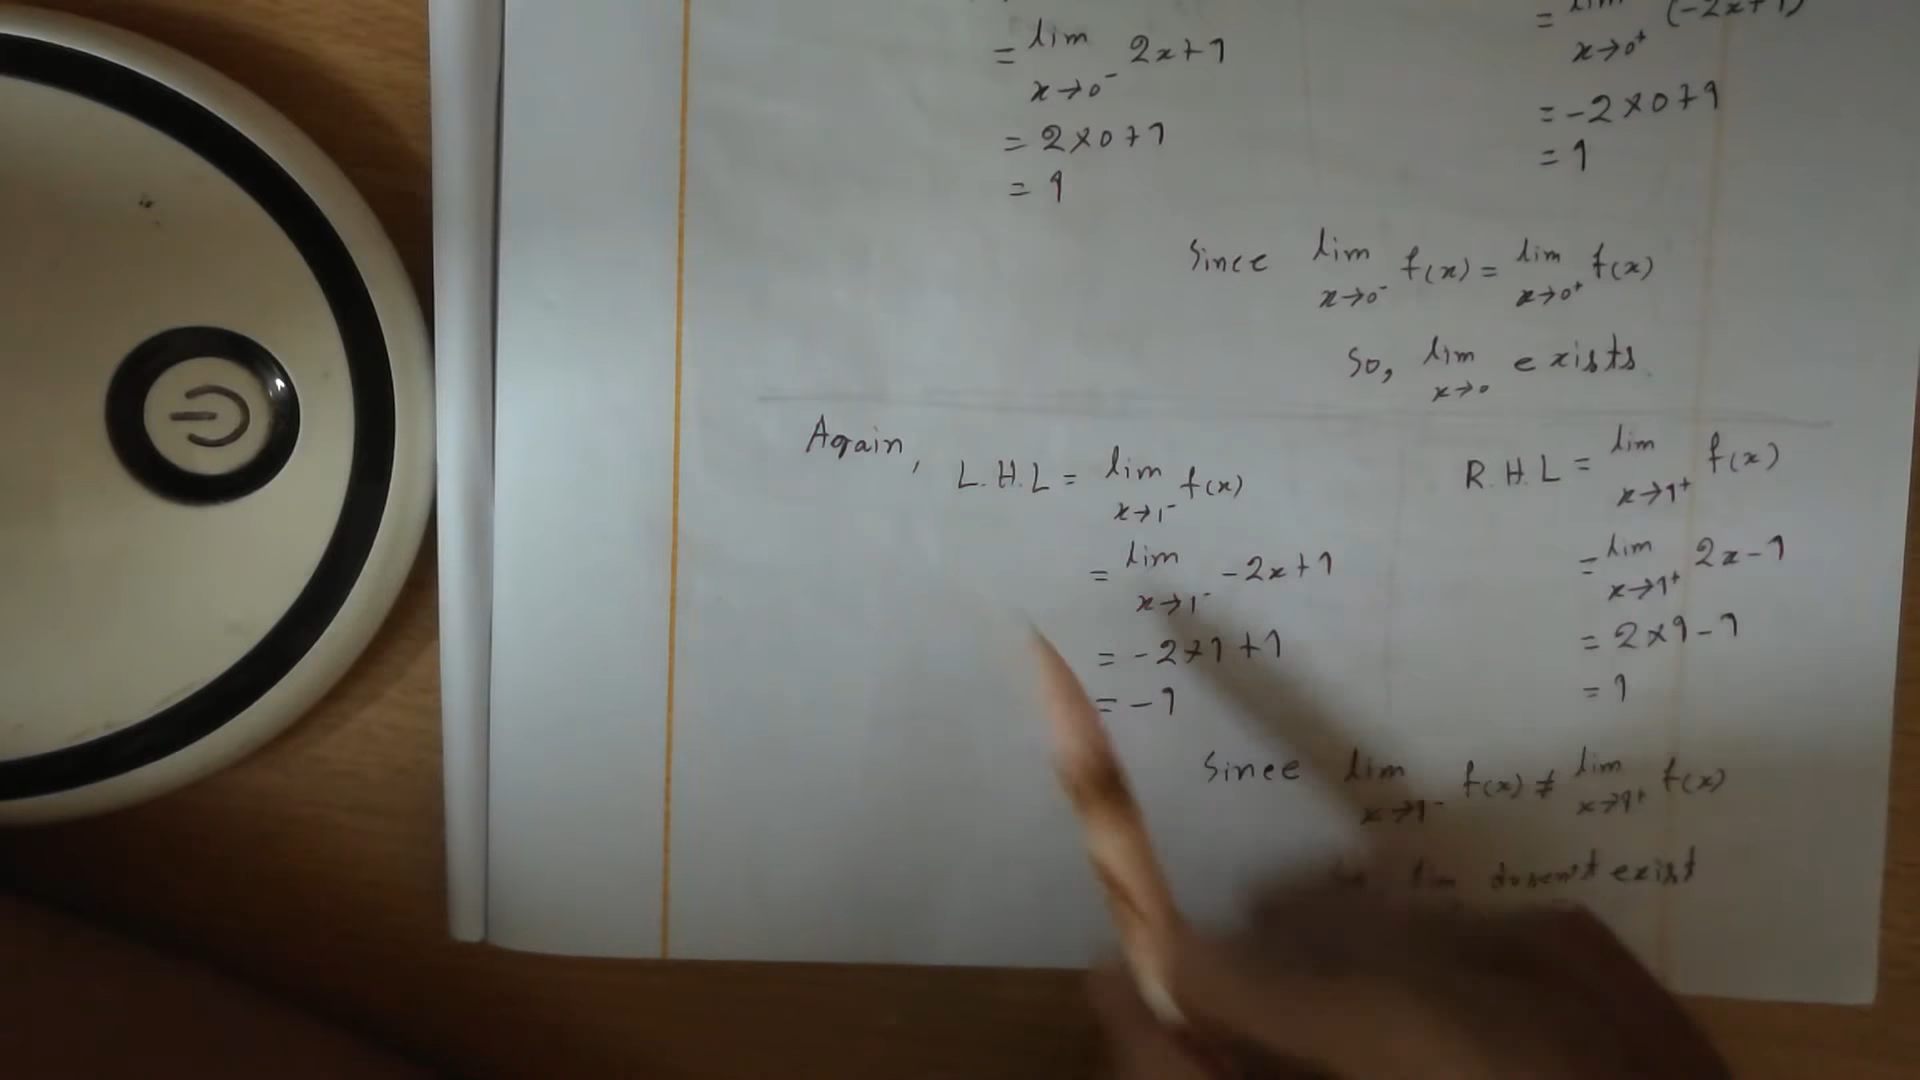 = lim 2x+1
x→0⁻
= 2×0+1
= 1
= lim (-2x+1)
x→0⁺
= -2×0+1
= 1
Since lim f(x) = lim f(x)
x→0⁻ x→0⁺
So, lim exists
x→0
Again, L.H.L = lim f(x)
x→1⁻
= lim -2x+1
x→1⁻
= -2×1+1
= -1
R.H.L = lim f(x)
x→1⁺
= lim 2x-1
x→1⁺
= 2×1-1
= 1
Since lim f(x) ≠ lim f(x)
x→1⁻ x→1⁺
lim doesn't exist